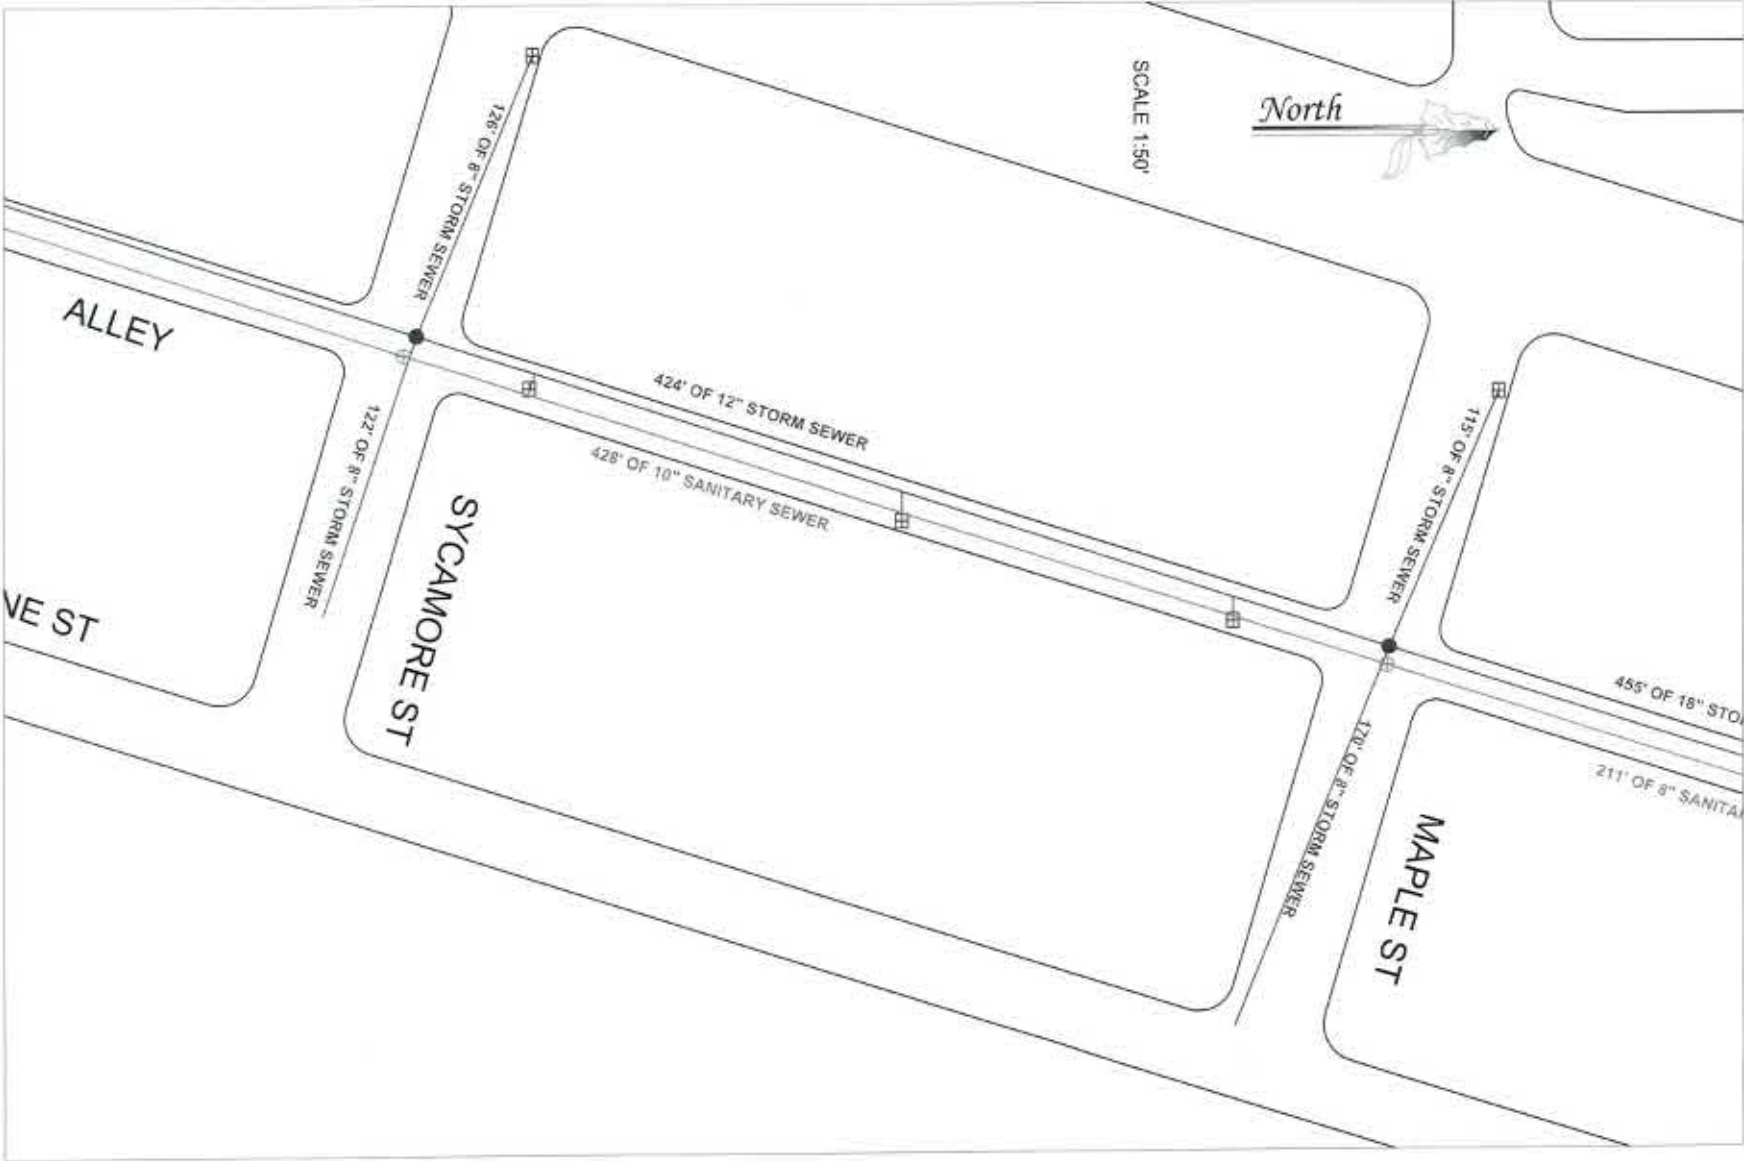 SCALE 1:50'
North
126' OF 8" STORM SEWER
ALLEY
424' OF 12" STORM SEWER
428' OF 10" SANITARY SEWER
122' OF 8" STORM SEWER
115' OF 8" STORM SEWER
SYCAMORE ST
NE ST
455' OF 18" STO
211' OF 8" SANITA
OF 8" STORM SEWER
MAPLE ST